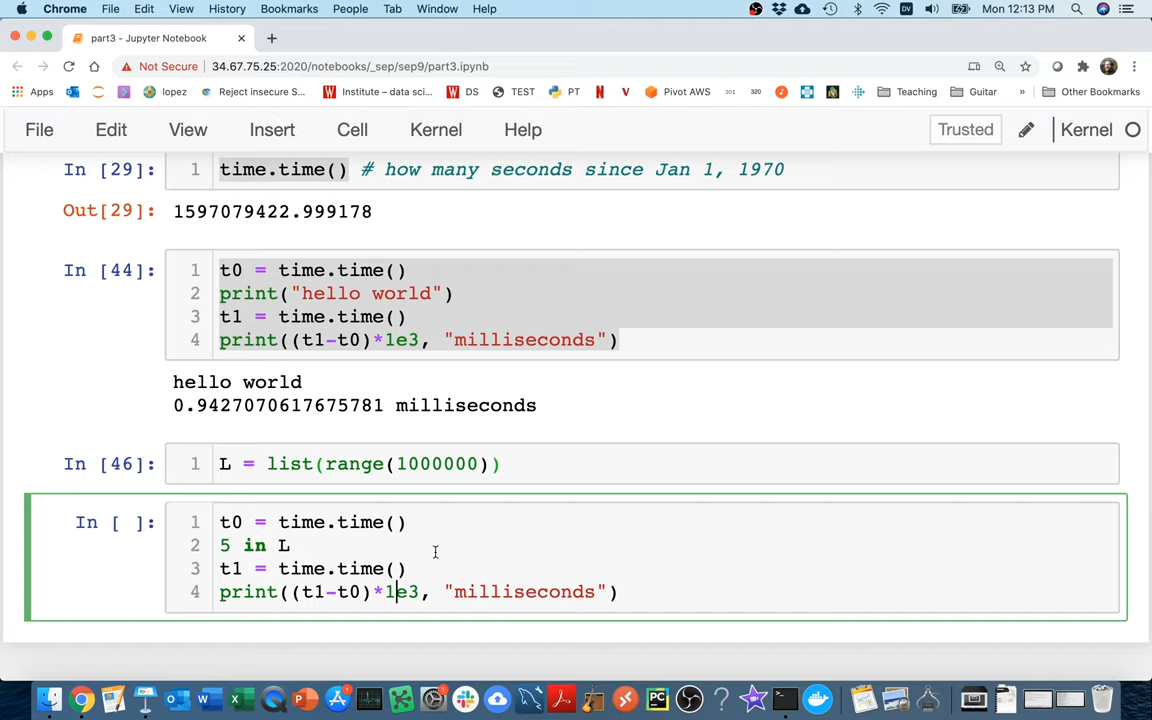 Chrome File Edit View History Bookmarks People Tab Window Help DV Mon 12:13 PM
part3 - Jupyter Notebook
Not Secure 34.67.75.25:2020/notebooks/_sep/sep9/part3.ipynb
Apps lopez Reject insecure S... Institute – data sci... DS TEST PT Pivot AWS 301 320 Teaching Guitar » Other Bookmarks
File Edit View Insert Cell Kernel Help Trusted Kernel
In [29]: 1 time.time() # how many seconds since Jan 1, 1970
Out[29]: 1597079422.999178
In [44]: 1 t0 = time.time()
2 print("hello world")
3 t1 = time.time()
4 print((t1-t0)*1e3, "milliseconds")
hello world
0.9427070617675781 milliseconds
In [46]: 1 L = list(range(1000000))
In [ ]: 1 t0 = time.time()
2 5 in L
3 t1 = time.time()
4 print((t1-t0)*1e3, "milliseconds")